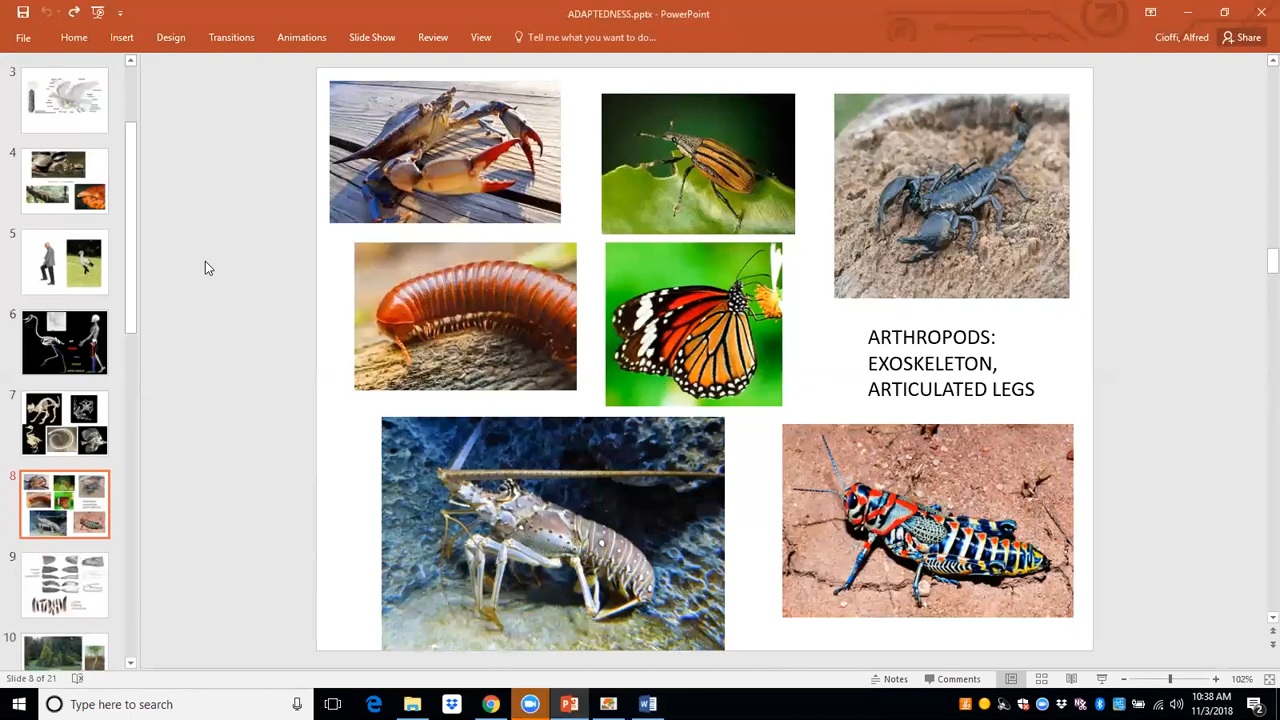 ADAPTEDNESS.pptx - PowerPoint
File Home Insert Design Transitions Animations Slide Show Review View Tell me what you want to do... Cioffi, Alfred Share
3
4
5
6
7
8
9
10
ARTHROPODS:
EXOSKELETON,
ARTICULATED LEGS
Slide 8 of 21 Notes Comments 102%
Type here to search
10:38 AM
11/3/2018